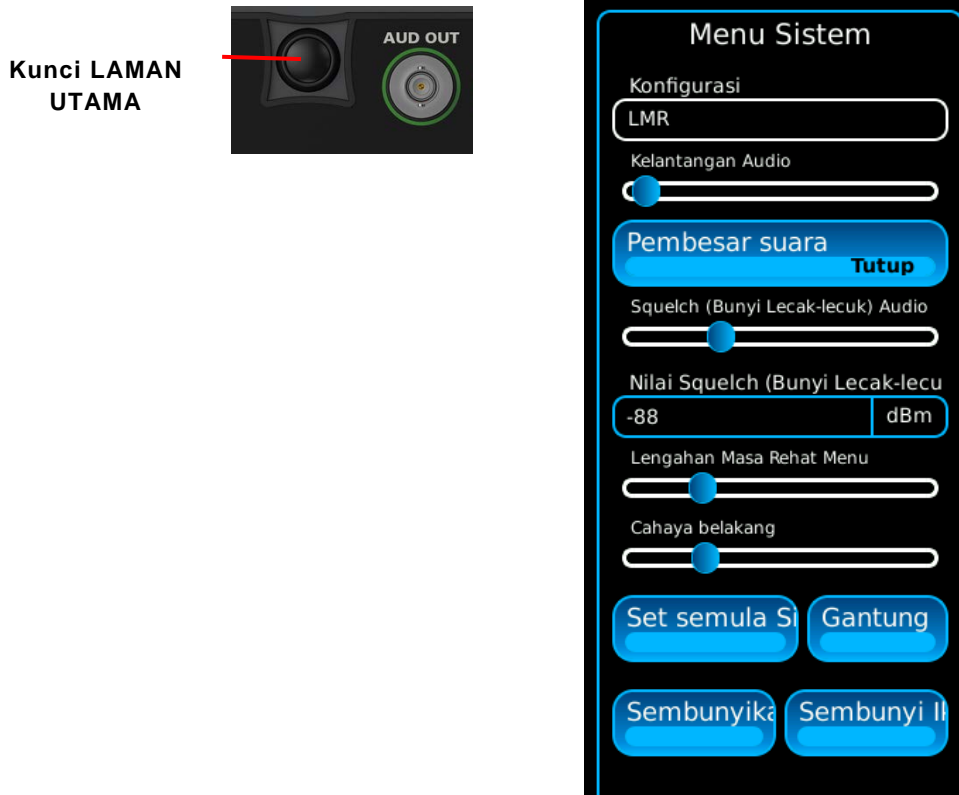 Kunci LAMAN
UTAMA
AUD OUT
Menu Sistem
Konfigurasi
LMR
Kelantangan Audio
Pembesar suara
Tutup
Squelch (Bunyi Lecak-lecuk) Audio
Nilai Squelch (Bunyi Lecak-lecu
-88 dBm
Lengahan Masa Rehat Menu
Cahaya belakang
Set semula Si
Gantung
Sembunyika
Sembunyi Ik